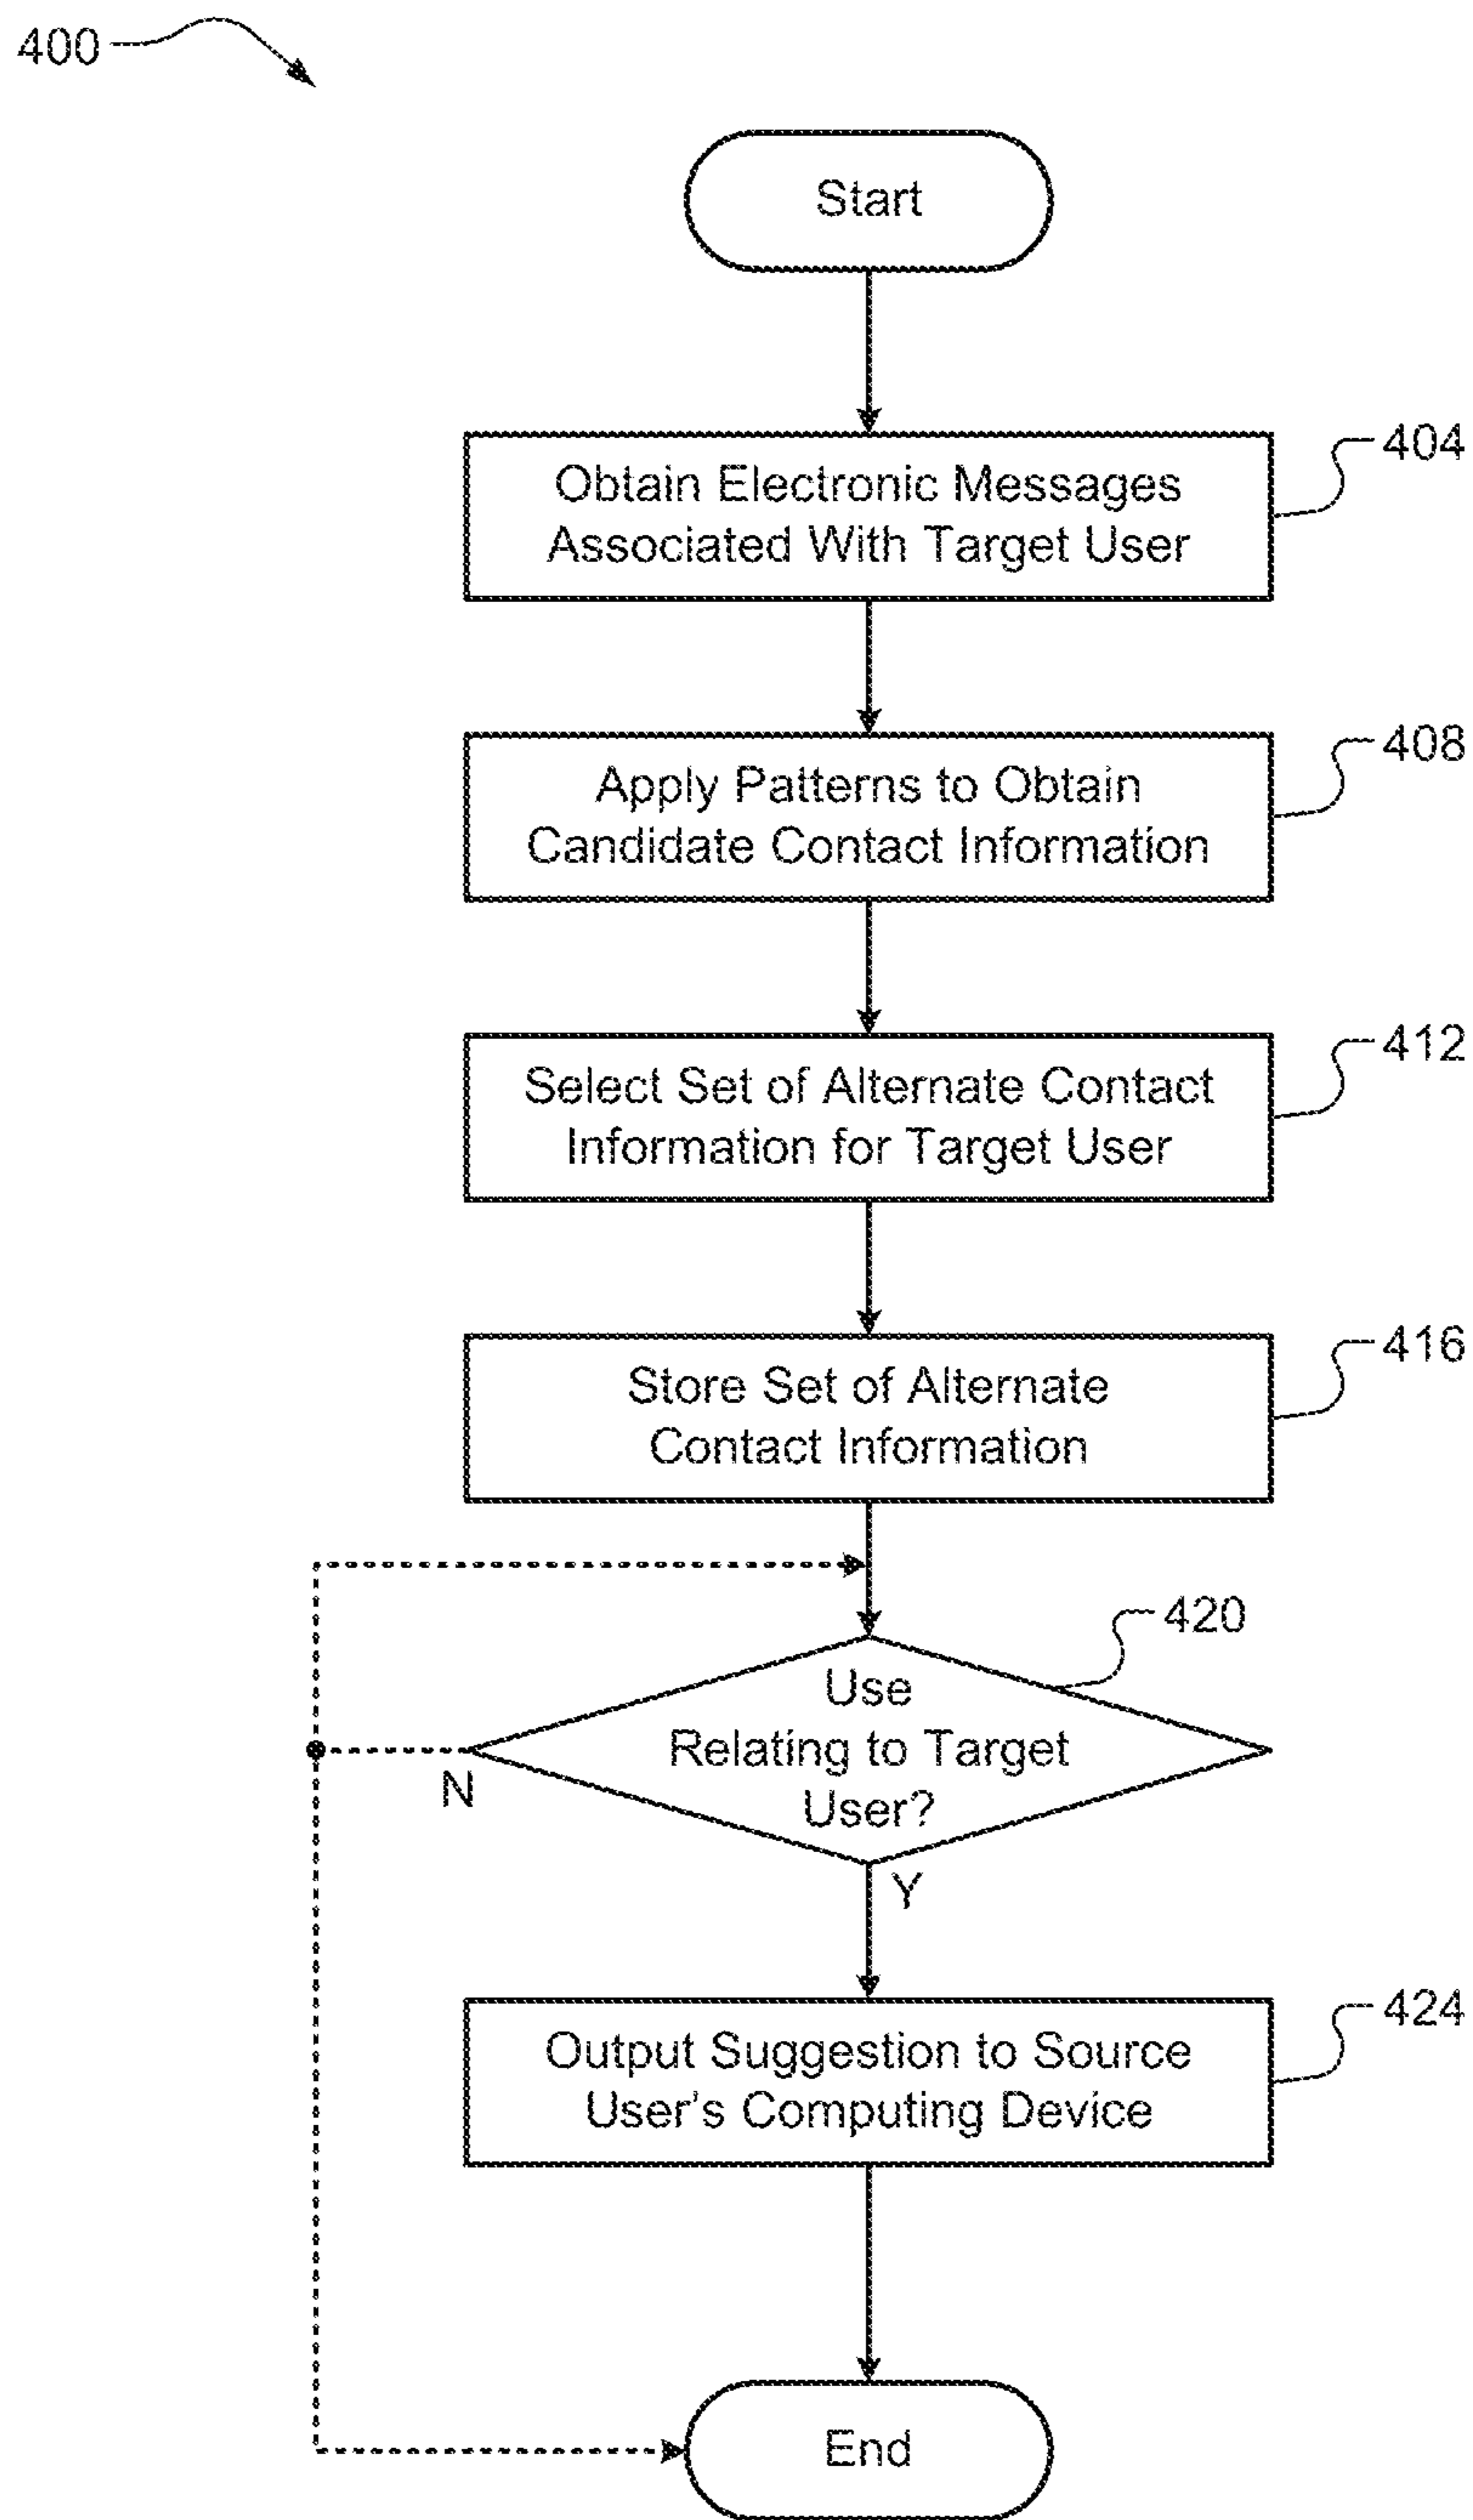 400
Start
Obtain Electronic Messages
Associated With Target User
404
Apply Patterns to Obtain
Candidate Contact Information
408
Select Set of Alternate Contact
Information for Target User
412
Store Set of Alternate
Contact Information
416
420
Use
Relating to Target
User?
N
Y
Output Suggestion to Source
User's Computing Device
424
End